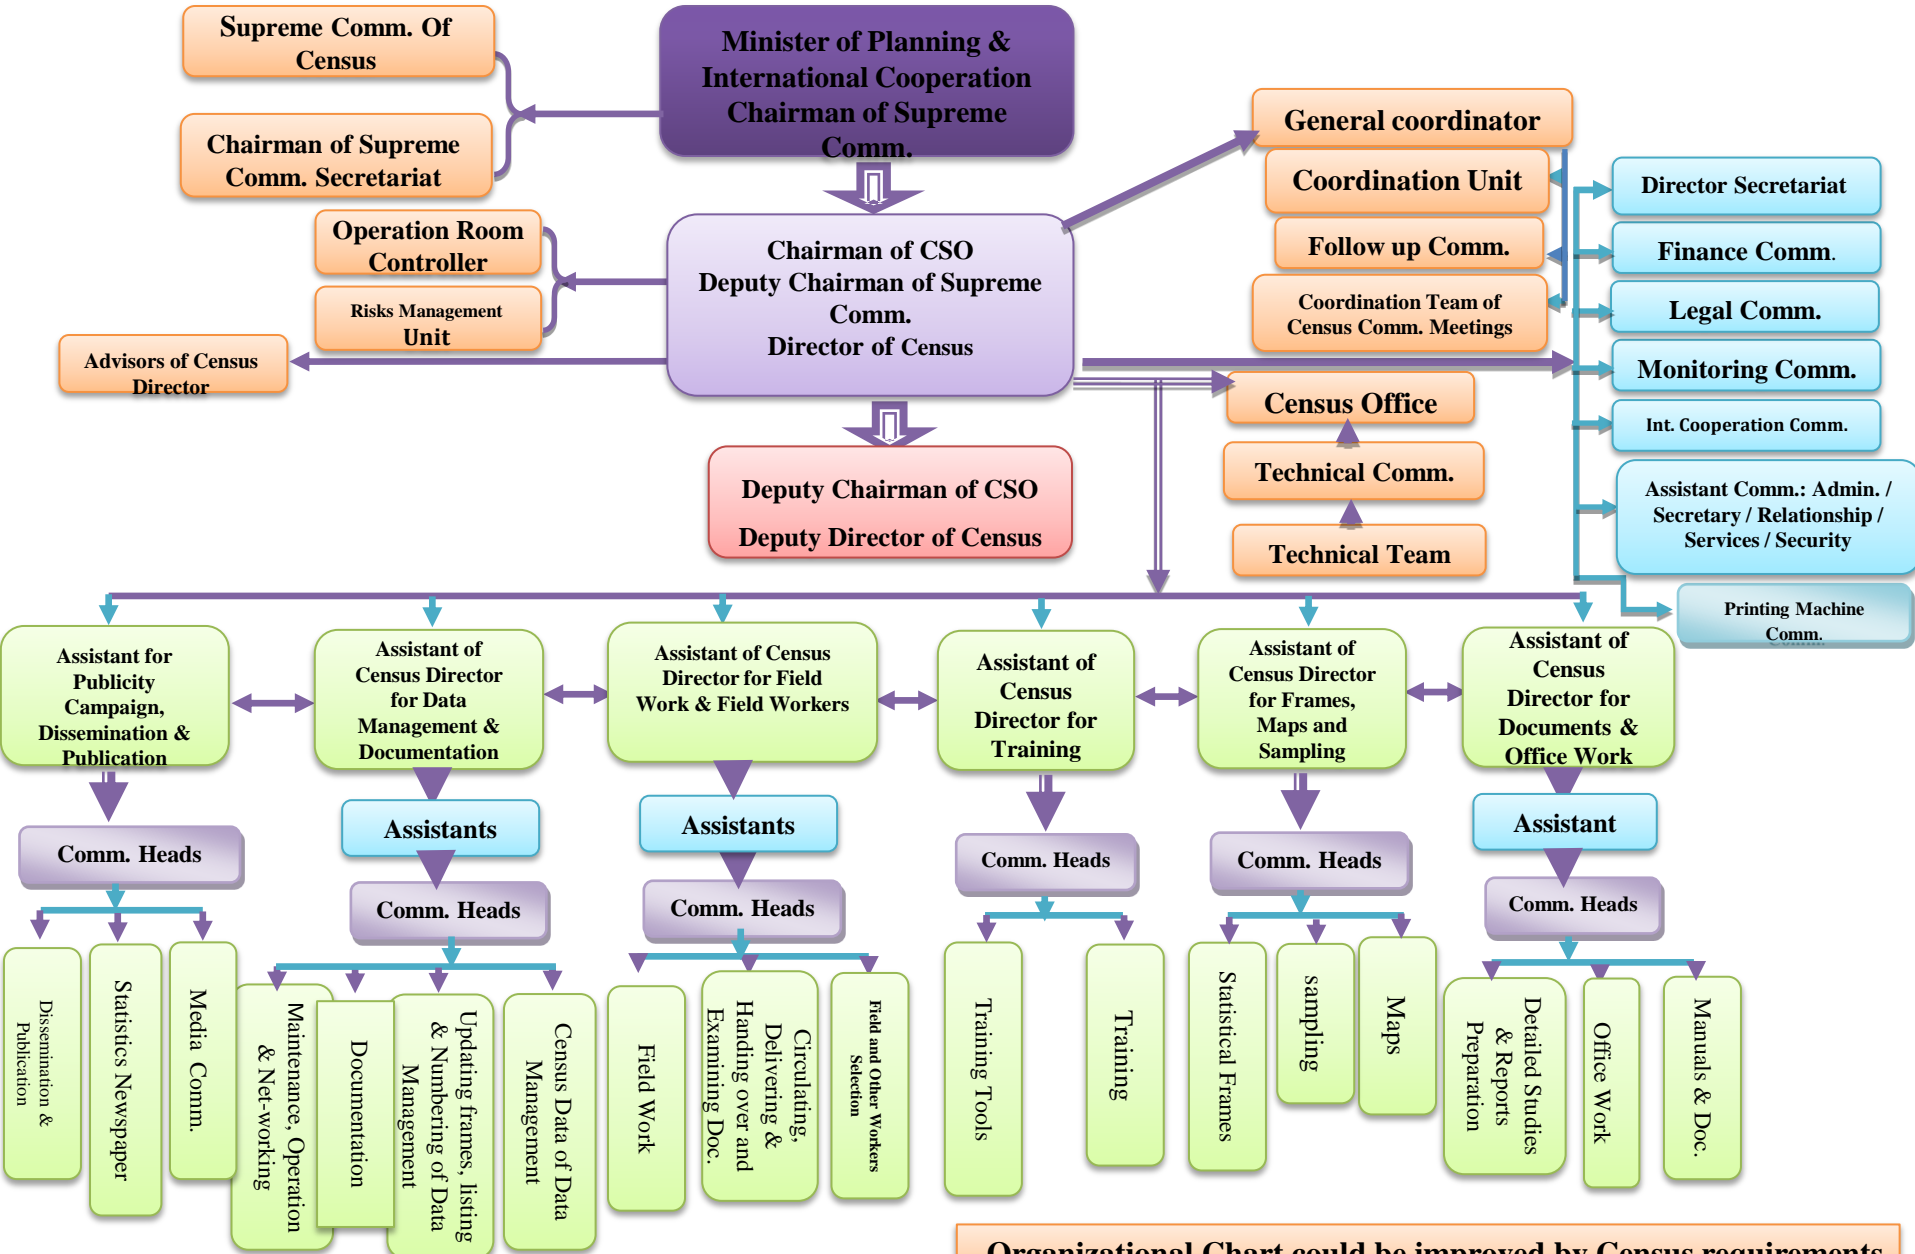 Supreme Comm. Of
Census
Minister of Planning &
International Cooperation
Chairman of Supreme
Comm.
Chairman of Supreme
Comm. Secretariat
General coordinator
Coordination Unit
Follow up Comm.
Coordination Team of
Census Comm. Meetings
Director Secretariat
Finance Comm.
Legal Comm.
Monitoring Comm.
Int. Cooperation Comm.
Assistant Comm.: Admin. /
Secretary / Relationship /
Services / Security
Printing Machine
Comm.
Operation Room
Controller
Risks Management
Unit
Advisors of Census
Director
Chairman of CSO
Deputy Chairman of Supreme
Comm.
Director of Census
Census Office
Technical Comm.
Technical Team
Deputy Chairman of CSO
Deputy Director of Census
Assistant for
Publicity
Campaign,
Dissemination &
Publication
Assistant of
Census Director
for Data
Management &
Documentation
Assistant of Census
Director for Field
Work & Field Workers
Assistant of
Census
Director for
Training
Assistant of
Census Director
for Frames,
Maps and
Sampling
Assistant of
Census
Director for
Documents &
Office Work
Assistants
Assistants
Assistant
Comm. Heads
Comm. Heads
Comm. Heads
Comm. Heads
Comm. Heads
Comm. Heads
Dissemination &
Publication
Statistics Newspaper
Media Comm.
Maintenance, Operation
& Net-working
Documentation
Updating frames, listing
& Numbering of Data
Management
Census Data of Data
Management
Field Work
Circulating,
Delivering &
Handing over and
Examining Doc.
Field and Other Workers
Selection
Training Tools
Training
Statistical Frames
sampling
Maps
Detailed Studies
& Reports
Preparation
Office Work
Manuals & Doc.
Organizational Chart could be improved by Census requirements